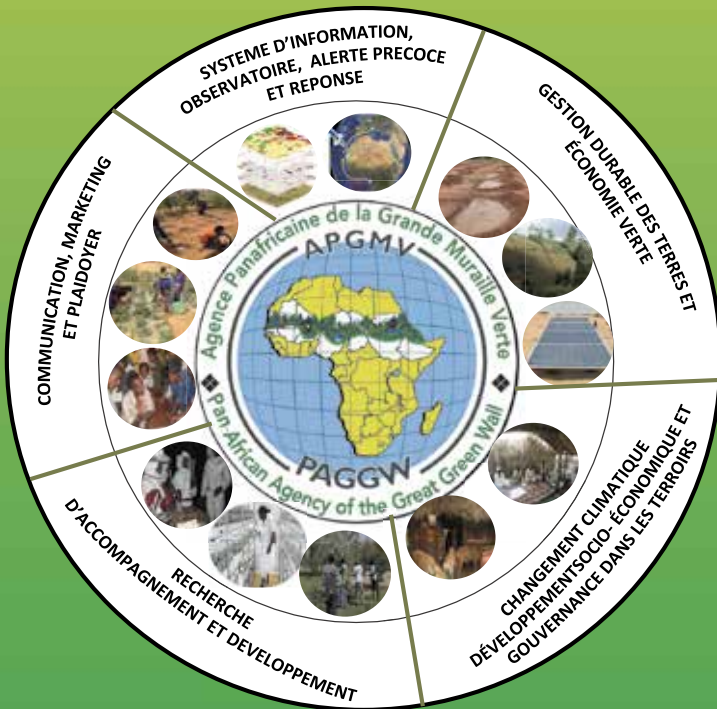 SYSTEME D'INFORMATION,
OBSERVATOIRE, ALERTE PRECOCE
ET REPONSE
GESTION DURABLE DES TERRES ET
ÉCONOMIE VERTE
CHANGEMENT CLIMATIQUE
DÉVELOPPEMENTSOCIO- ÉCONOMIQUE ET
GOUVERNANCE DANS LES TERROIRS
RECHERCHE
D'ACCOMPAGNEMENT ET DEVELOPPEMENT
COMMUNICATION, MARKETING
ET PLAIDOYER
Agence Panafricaine de la Grande Muraille Verte
APGMV
PAGGW
Pan African Agency of the Great Green Wall